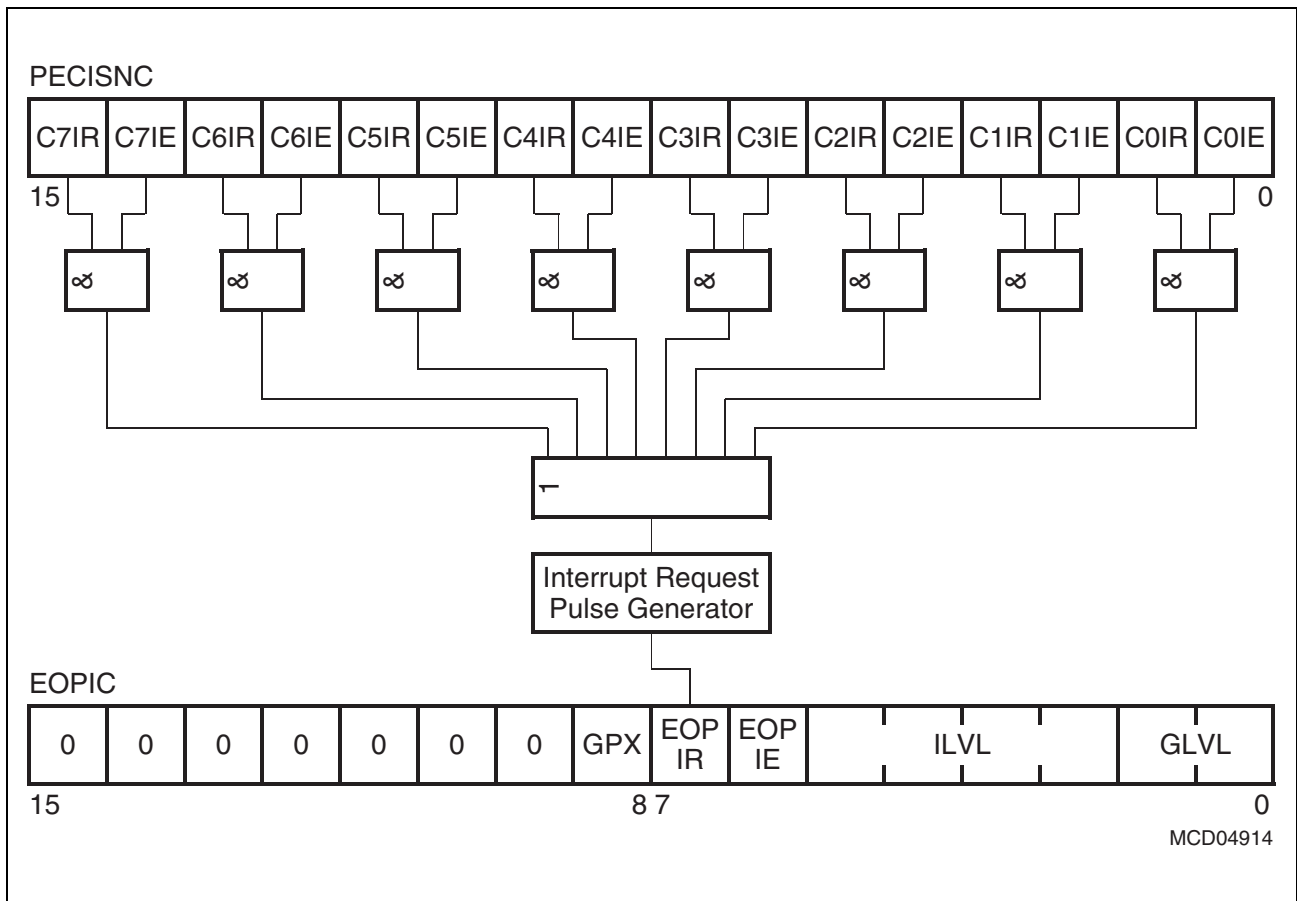 PECISNC
C7IR C7IE C6IR C6IE C5IR C5IE C4IR C4IE C3IR C3IE C2IR C2IE C1IR C1IE C0IR C0IE
15 0
& & & & & & & &
1
Interrupt Request
Pulse Generator
EOPIC
0 0 0 0 0 0 0 GPX EOP IR EOP IE ILVL GLVL
15 8 7 0
MCD04914